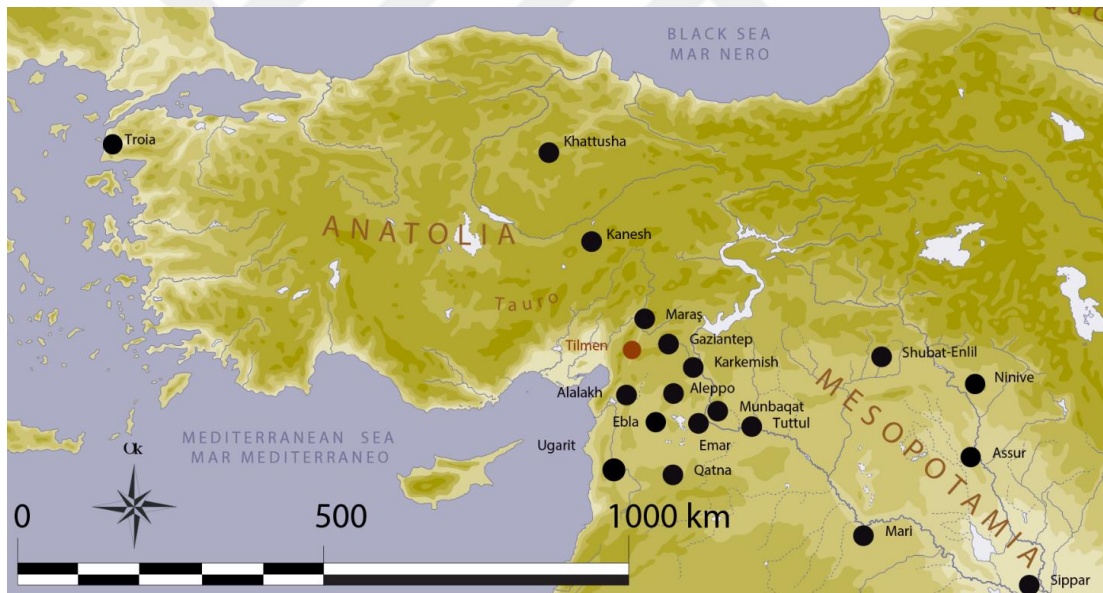 BLACK SEA
MAR NERO
Troia
Khattusha
ANATOLIA
Kanesh
Tauro
Maraş
Tilmen
Gaziantep
Karkemish
Shubat-Enlil
Ninive
Alalakh
Aleppo
MESOPOTAMIA
Munbaqat
Ebla
Tuttul
MEDITERRANEAN SEA
MAR MEDITERRANEO
Ugarit
Emar
Assur
Qatna
0
500
1000 km
Mari
Sippar